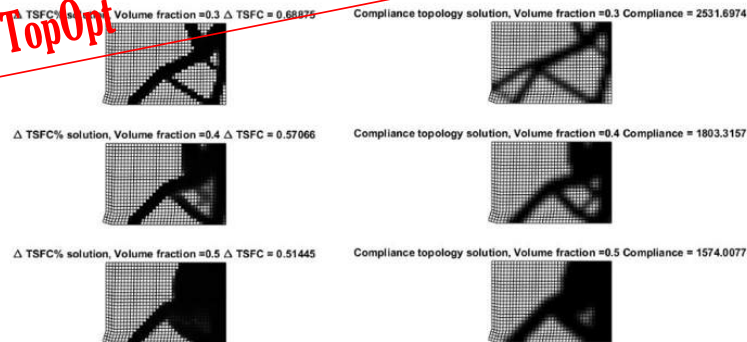 TopOpt
Δ TSFC% solution, Volume fraction =0.3 Δ TSFC = 0.68875
Compliance topology solution, Volume fraction =0.3 Compliance = 2531.6974
Δ TSFC% solution, Volume fraction =0.4 Δ TSFC = 0.57066
Compliance topology solution, Volume fraction =0.4 Compliance = 1803.3157
Δ TSFC% solution, Volume fraction =0.5 Δ TSFC = 0.51445
Compliance topology solution, Volume fraction =0.5 Compliance = 1574.0077